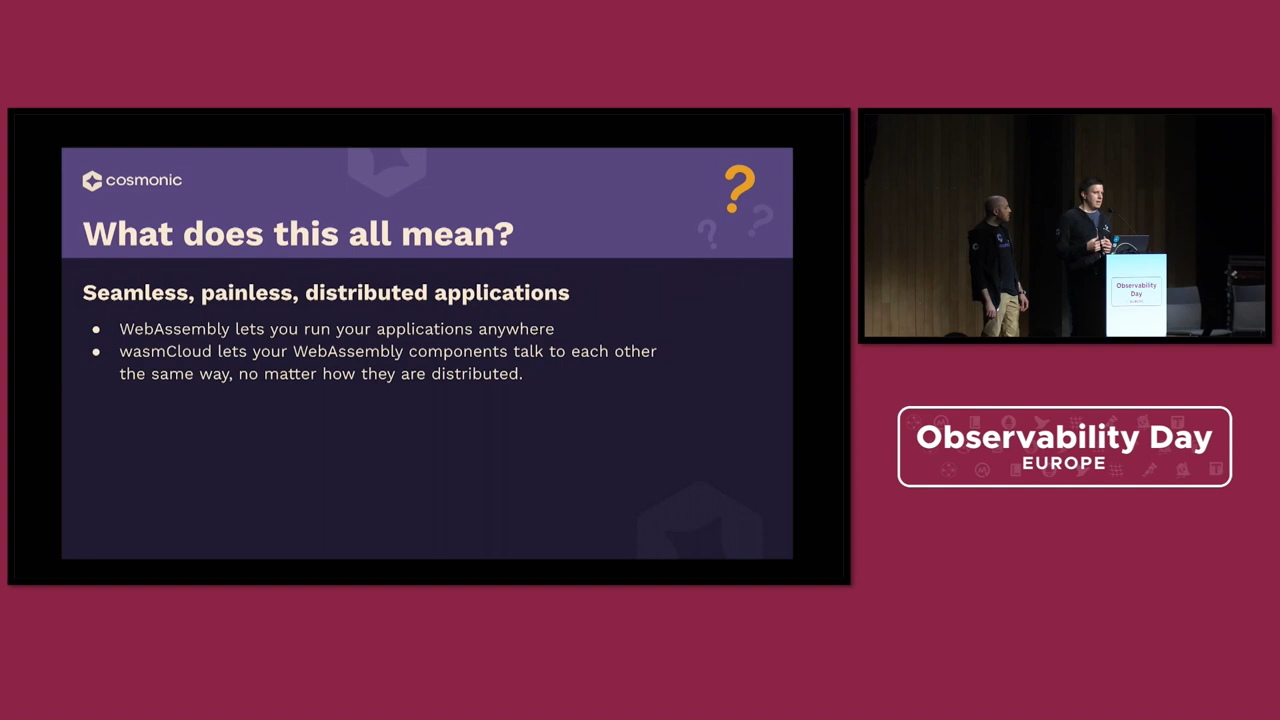 cosmonic
What does this all mean?
Seamless, painless, distributed applications
● WebAssembly lets you run your applications anywhere
● wasmCloud lets your WebAssembly components talk to each other
the same way, no matter how they are distributed.
Observability
Day
EUROPE
Observability Day
EUROPE